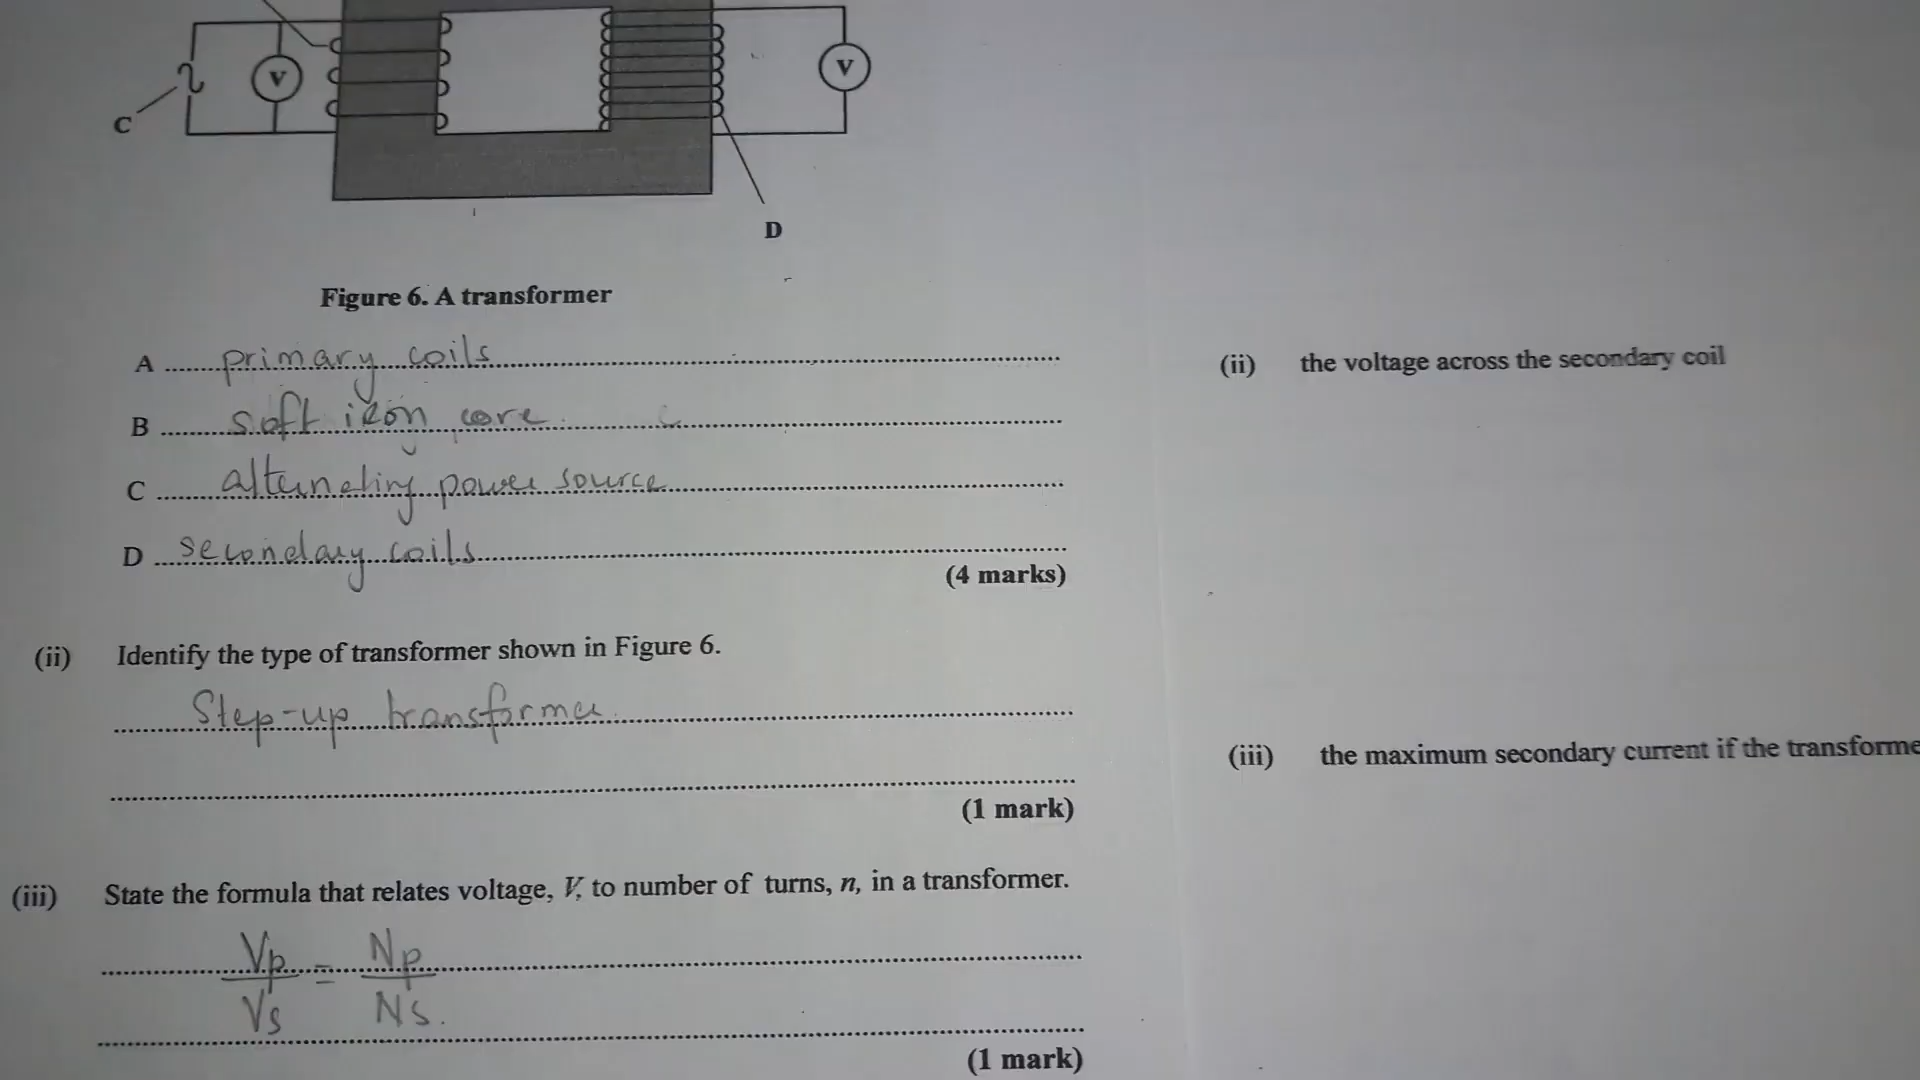 C
V
V
D
Figure 6. A transformer
A primary coils
B soft iron core.
C alternating power source
D secondary coils
(4 marks)
(ii) Identify the type of transformer shown in Figure 6.
Step-up transformer
(1 mark)
(iii) State the formula that relates voltage, V, to number of turns, n, in a transformer.
Vp/Vs = Np/Ns.
(1 mark)
(ii) the voltage across the secondary coil
(iii) the maximum secondary current if the transforme